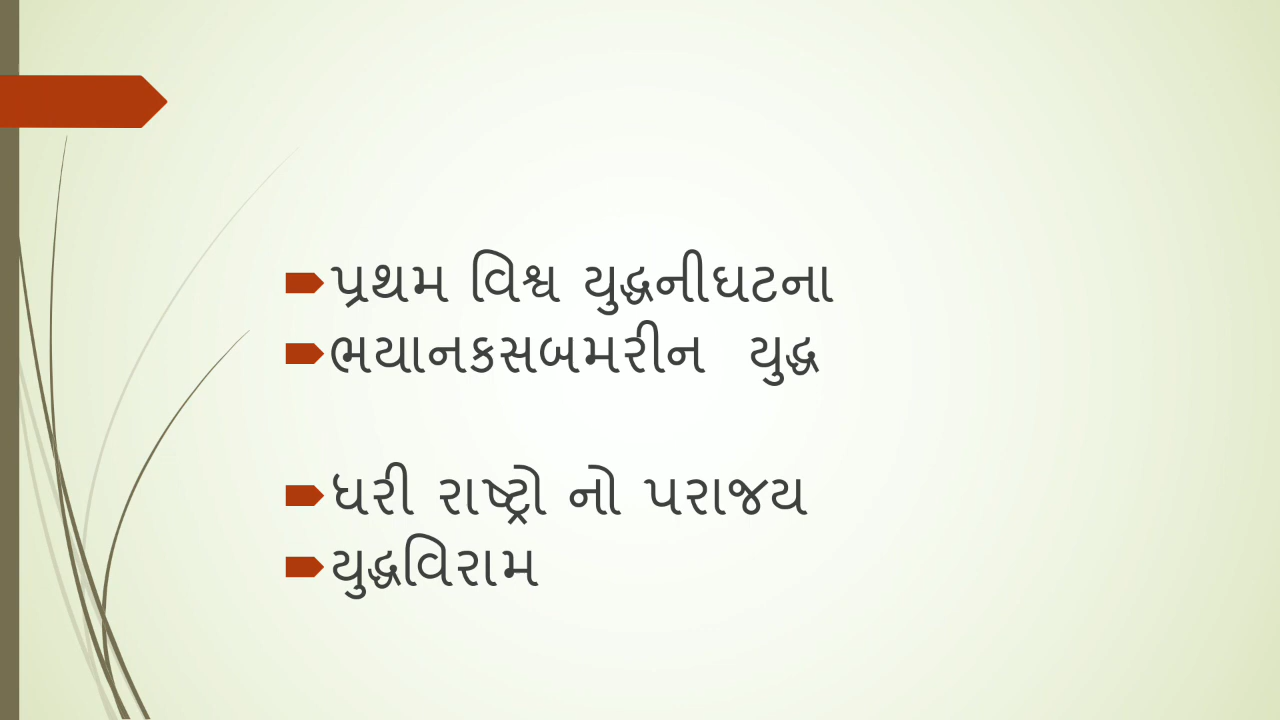 પ્રથમ વિશ્વ યુદ્ધનીઘટના
ભયાનકસબમરીન યુદ્ધ
ધરી રાષ્ટ્રો નો પરાજય
યુદ્ધવિરામ